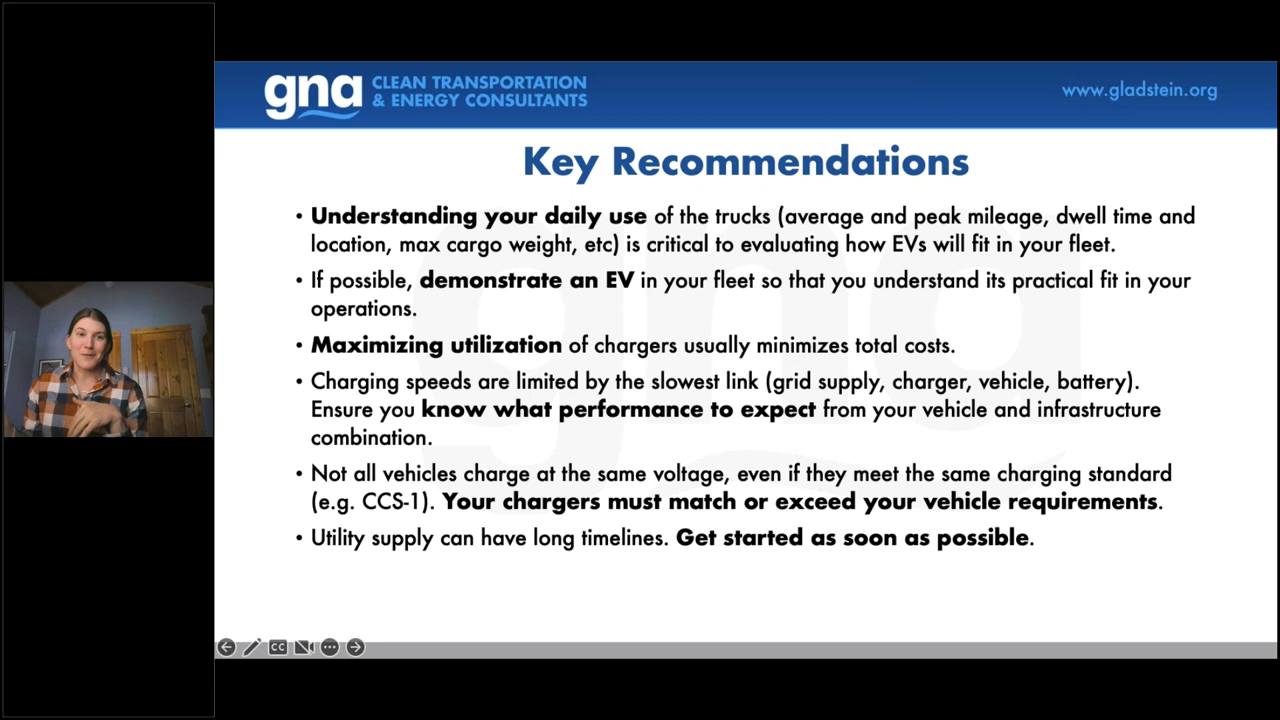 gna CLEAN TRANSPORTATION
& ENERGY CONSULTANTS
www.gladstein.org
Key Recommendations
• Understanding your daily use of the trucks (average and peak mileage, dwell time and
location, max cargo weight, etc) is critical to evaluating how EVs will fit in your fleet.
• If possible, demonstrate an EV in your fleet so that you understand its practical fit in your
operations.
• Maximizing utilization of chargers usually minimizes total costs.
• Charging speeds are limited by the slowest link (grid supply, charger, vehicle, battery).
Ensure you know what performance to expect from your vehicle and infrastructure
combination.
• Not all vehicles charge at the same voltage, even if they meet the same charging standard
(e.g. CCS-1). Your chargers must match or exceed your vehicle requirements.
• Utility supply can have long timelines. Get started as soon as possible.
CC